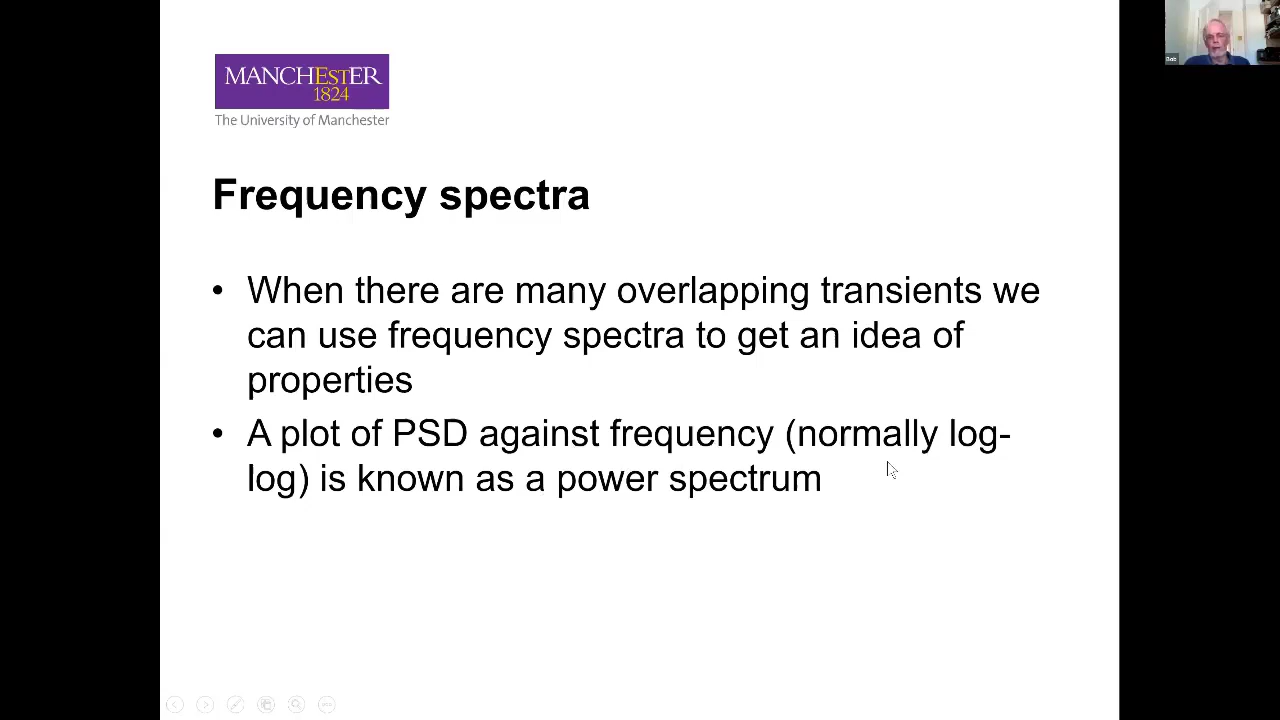 MANCHESTER
1824
The University of Manchester
Frequency spectra
• When there are many overlapping transients we
can use frequency spectra to get an idea of
properties
• A plot of PSD against frequency (normally log-
log) is known as a power spectrum
Bob